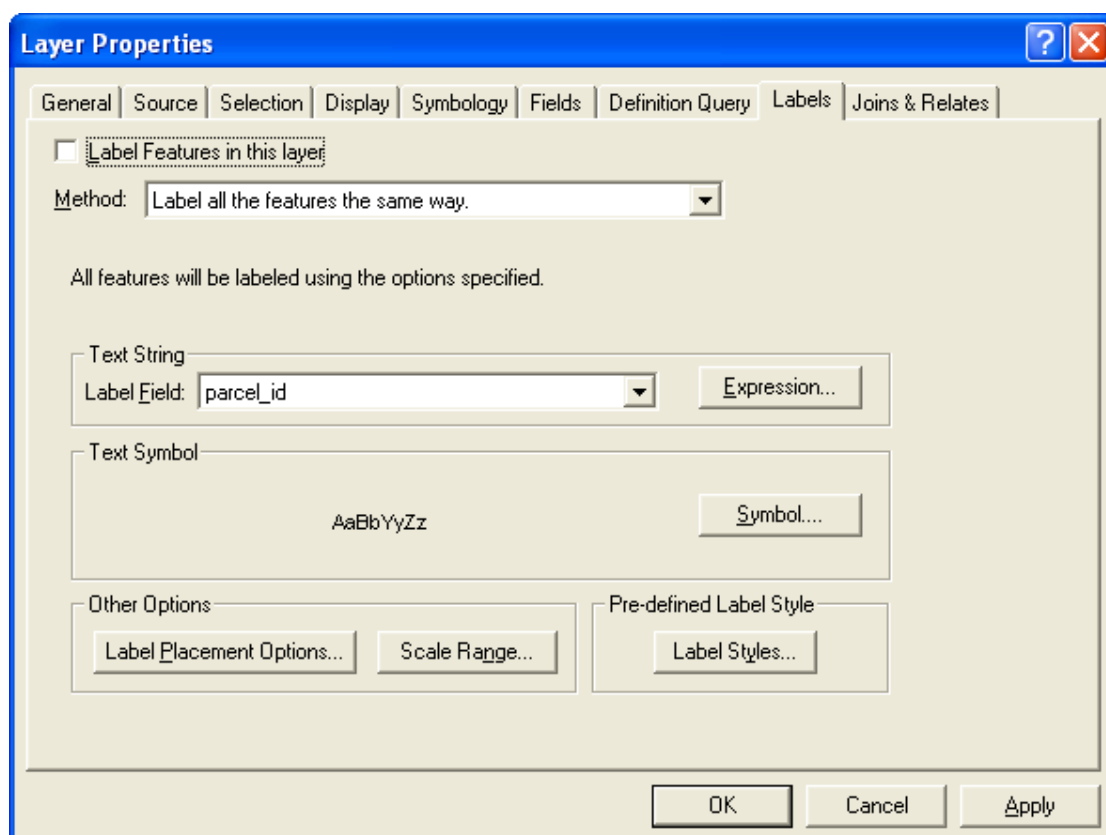 Layer Properties
General Source Selection Display Symbology Fields Definition Query Labels Joins & Relates
Label Features in this layer
Method: Label all the features the same way.
All features will be labeled using the options specified.
Text String
Label Field: parcel_id Expression...
Text Symbol
AaBbYyZz Symbol....
Other Options Pre-defined Label Style
Label Placement Options... Scale Range... Label Styles...
OK Cancel Apply